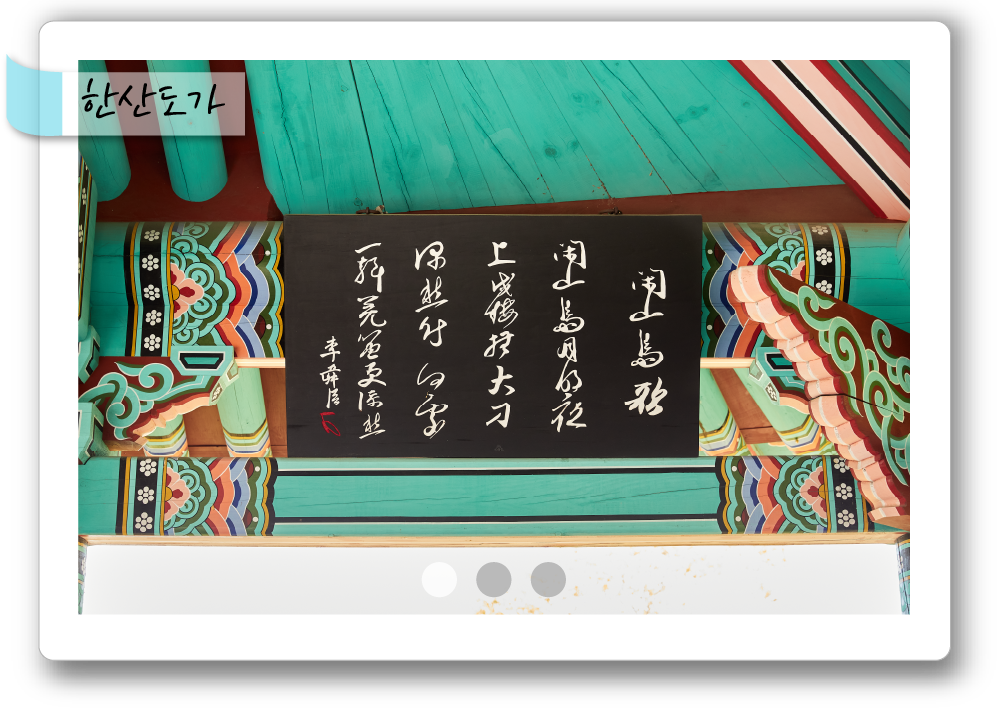 한산도가
閑山島歌
閑山島月明夜
上戍樓撫大刀
深愁時何處
一聲羌笛更添愁
李舜臣